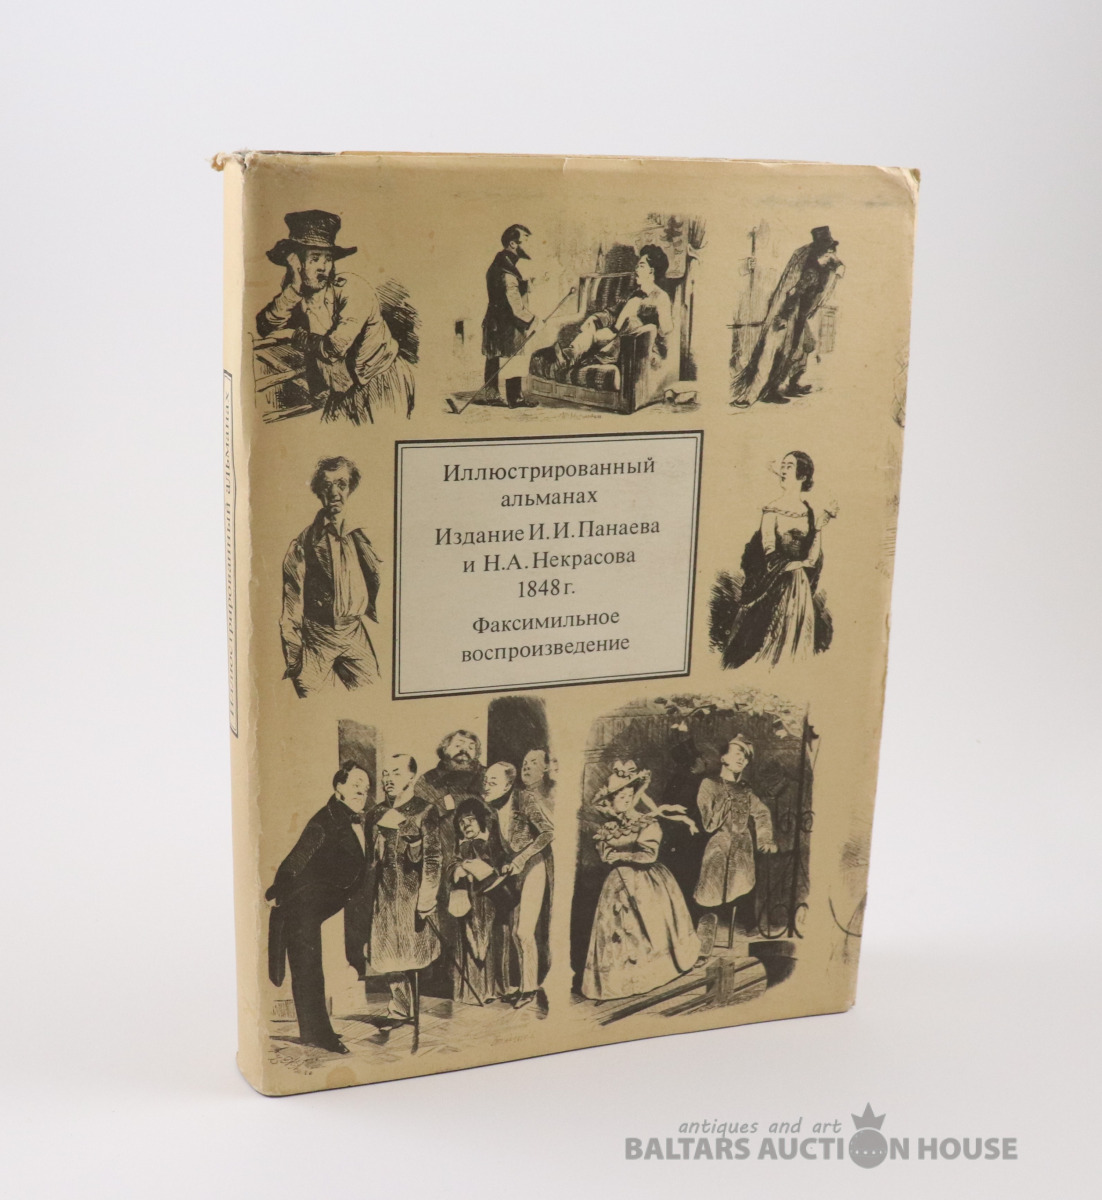 Иллюстрированный альманах
Иллюстрированный
альманах
Издание И. И. Панаева
и Н. А. Некрасова
1848 г.
Факсимильное
воспроизведение
antiques and art
BALTARS AUCTION HOUSE